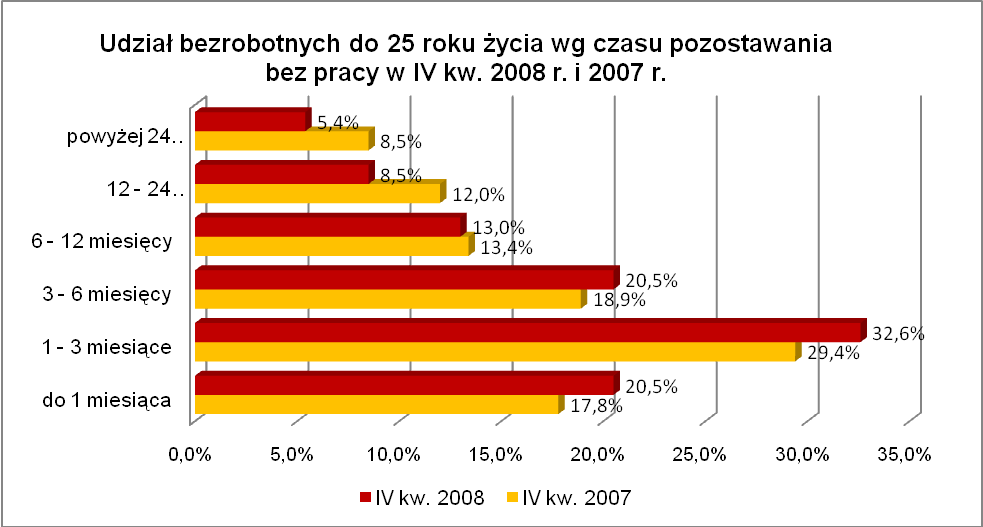 Udział bezrobotnych do 25 roku życia wg czasu pozostawania
bez pracy w IV kw. 2008 r. i 2007 r.
powyżej 24..
5,4%
8,5%
12 - 24..
8,5%
12,0%
6 - 12 miesięcy
13,0%
13,4%
3 - 6 miesięcy
20,5%
18,9%
1 - 3 miesiące
32,6%
29,4%
do 1 miesiąca
20,5%
17,8%
0,0% 5,0% 10,0% 15,0% 20,0% 25,0% 30,0% 35,0%
IV kw. 2008 IV kw. 2007